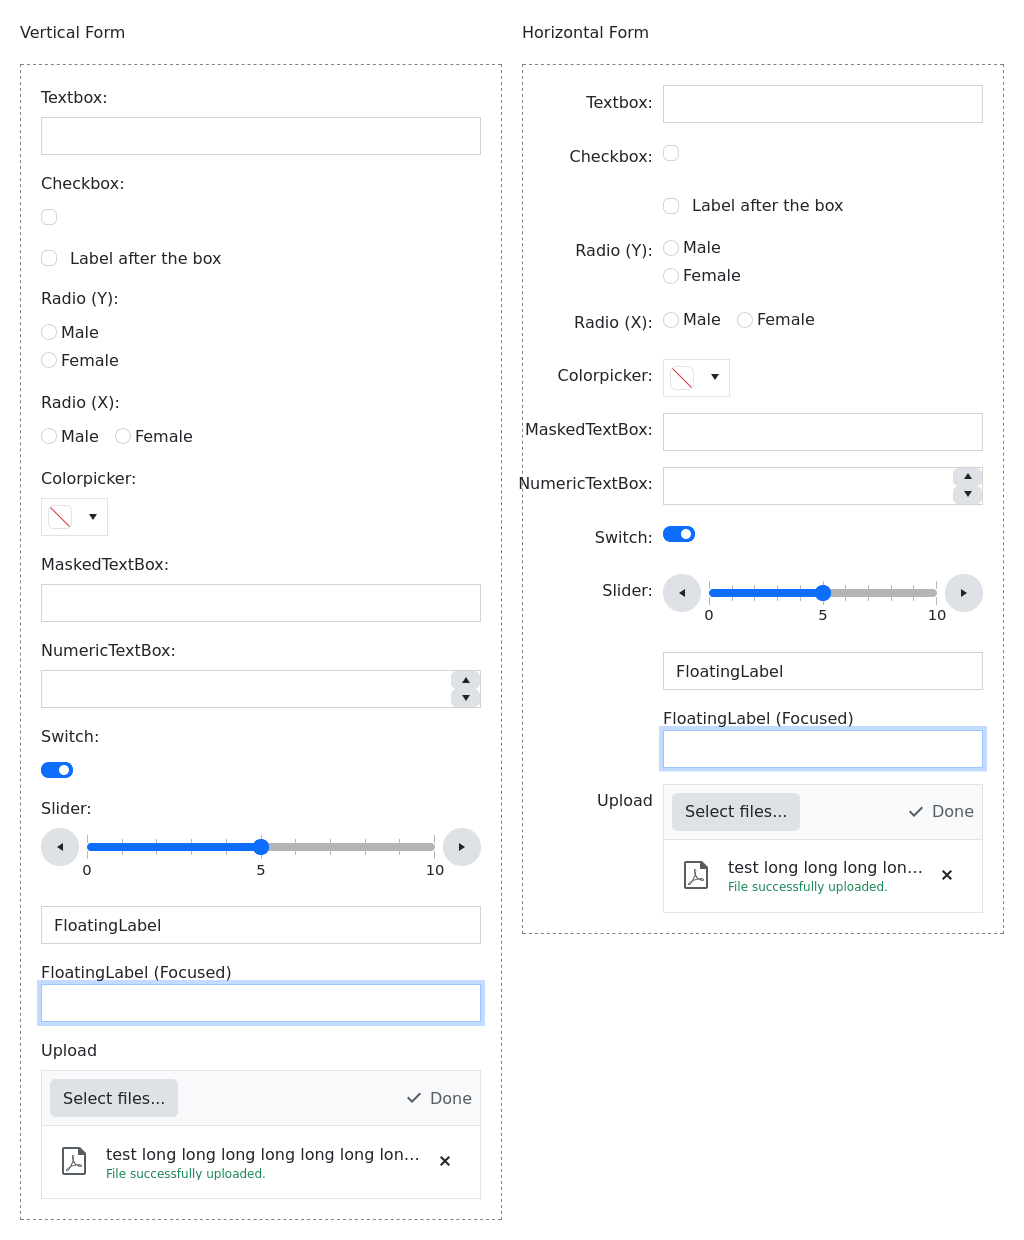 Vertical Form
Textbox:
Checkbox:
Label after the box
Radio (Y):
Male
Female
Radio (X):
Male Female
Colorpicker:
MaskedTextBox:
NumericTextBox:
Switch:
Slider:
0 5 10
FloatingLabel
FloatingLabel (Focused)
Upload
Select files... Done
test long long long long long long lon...
File successfully uploaded.
Horizontal Form
Textbox:
Checkbox:
Label after the box
Radio (Y): Male
Female
Radio (X): Male Female
Colorpicker:
MaskedTextBox:
NumericTextBox:
Switch:
Slider:
0 5 10
FloatingLabel
FloatingLabel (Focused)
Upload Select files... Done
test long long long lon...
File successfully uploaded.